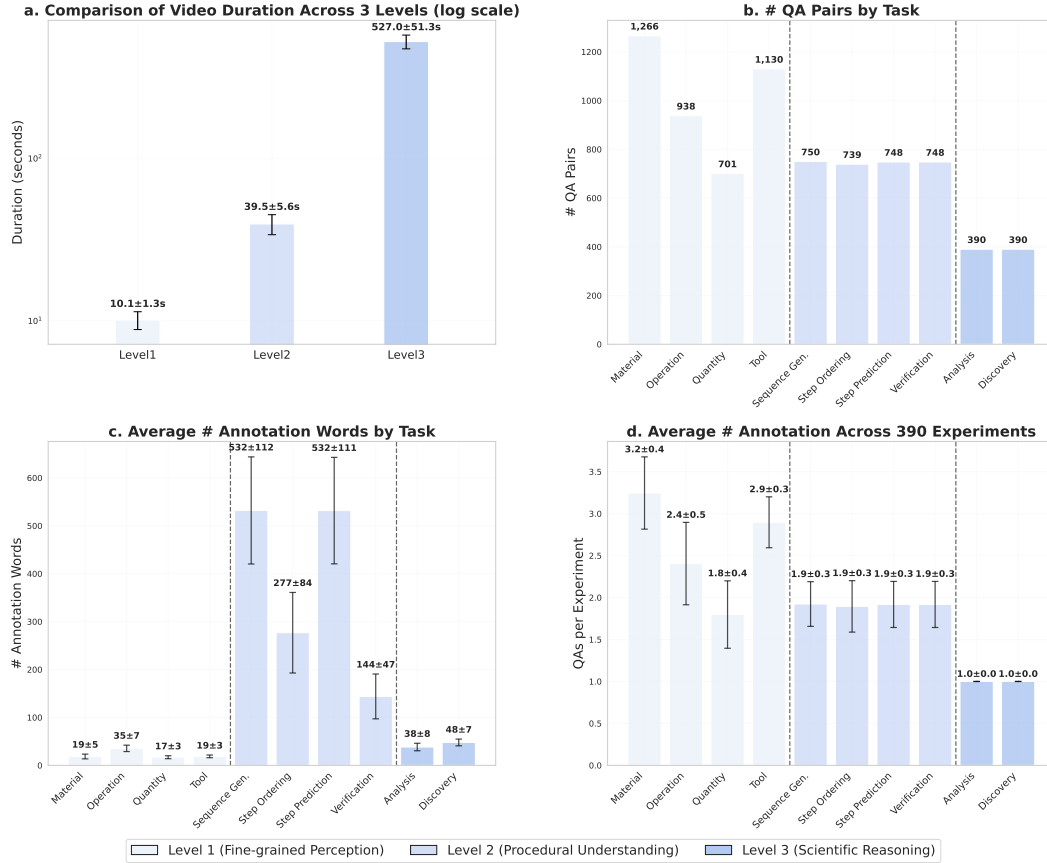 a. Comparison of Video Duration Across 3 Levels (log scale)
Duration (seconds)
10²
10¹
527.0±51.3s
39.5±5.6s
10.1±1.3s
Level1
Level2
Level3
b. # QA Pairs by Task
# QA Pairs
1200
1000
800
600
400
200
0
1,266
938
701
1,130
750
739
748
748
390
390
Material
Operation
Quantity
Tool
Sequence Gen.
Step Ordering
Step Prediction
Verification
Analysis
Discovery
c. Average # Annotation Words by Task
# Annotation Words
600
500
400
300
200
100
0
19±5
35±7
17±3
19±3
532±112
277±84
532±111
144±47
38±8
48±7
Material
Operation
Quantity
Tool
Sequence Gen.
Step Ordering
Step Prediction
Verification
Analysis
Discovery
d. Average # Annotation Across 390 Experiments
QAs per Experiment
3.5
3.0
2.5
2.0
1.5
1.0
0.5
0.0
3.2±0.4
2.4±0.5
1.8±0.4
2.9±0.3
1.9±0.3
1.9±0.3
1.9±0.3
1.9±0.3
1.0±0.0
1.0±0.0
Material
Operation
Quantity
Tool
Sequence Gen.
Step Ordering
Step Prediction
Verification
Analysis
Discovery
Level 1 (Fine-grained Perception)
Level 2 (Procedural Understanding)
Level 3 (Scientific Reasoning)